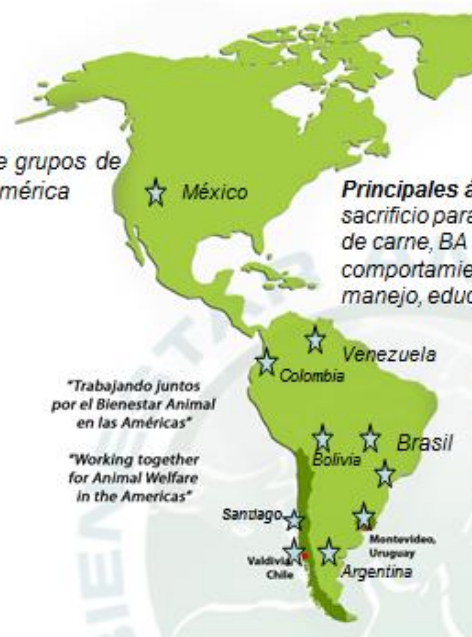 e grupos de
mérica
México
Principales á
sacrificio para
de carne, BA
comportamie
manejo, educ
Venezuela
Colombia
"Trabajando juntos
por el Bienestar Animal
en las Américas"
Brasil
Bolivia
"Working together
for Animal Welfare
in the Americas"
Santiago
Montevideo,
Uruguay
Valdivia,
Chile
Argentina
BIENESTAR